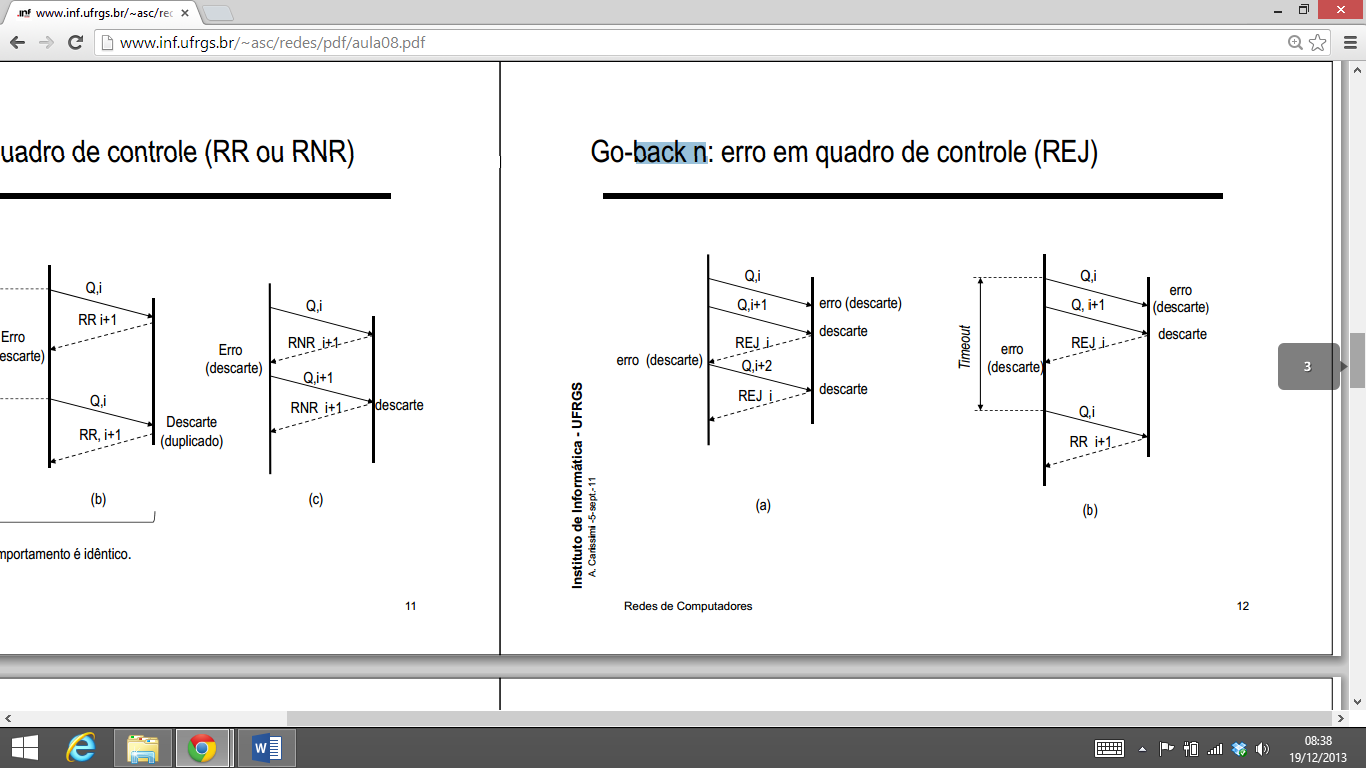 .inf www.inf.ufrgs.br/~asc/rec
www.inf.ufrgs.br/~asc/redes/pdf/aula08.pdf
uadro de controle (RR ou RNR)
Q,i
RR i+1
Erro
escarte)
Q,i
RR, i+1
Descarte
(duplicado)
(b)
Q,i
RNR i+1
Erro
(descarte)
Q,i+1
RNR i+1
descarte
(c)
mportamento é idêntico.
11
Go-back n: erro em quadro de controle (REJ)
Q,i
Q,i+1
erro (descarte)
descarte
REJ i
erro (descarte)
Q,i+2
descarte
REJ i
(a)
Q,i
erro
(descarte)
Q, i+1
descarte
REJ i
Timeout
erro
(descarte)
Q,i
RR i+1
(b)
Instituto de Informática - UFRGS
A. Carissimi -5-sept.-11
Redes de Computadores
12
3
08:38
19/12/2013